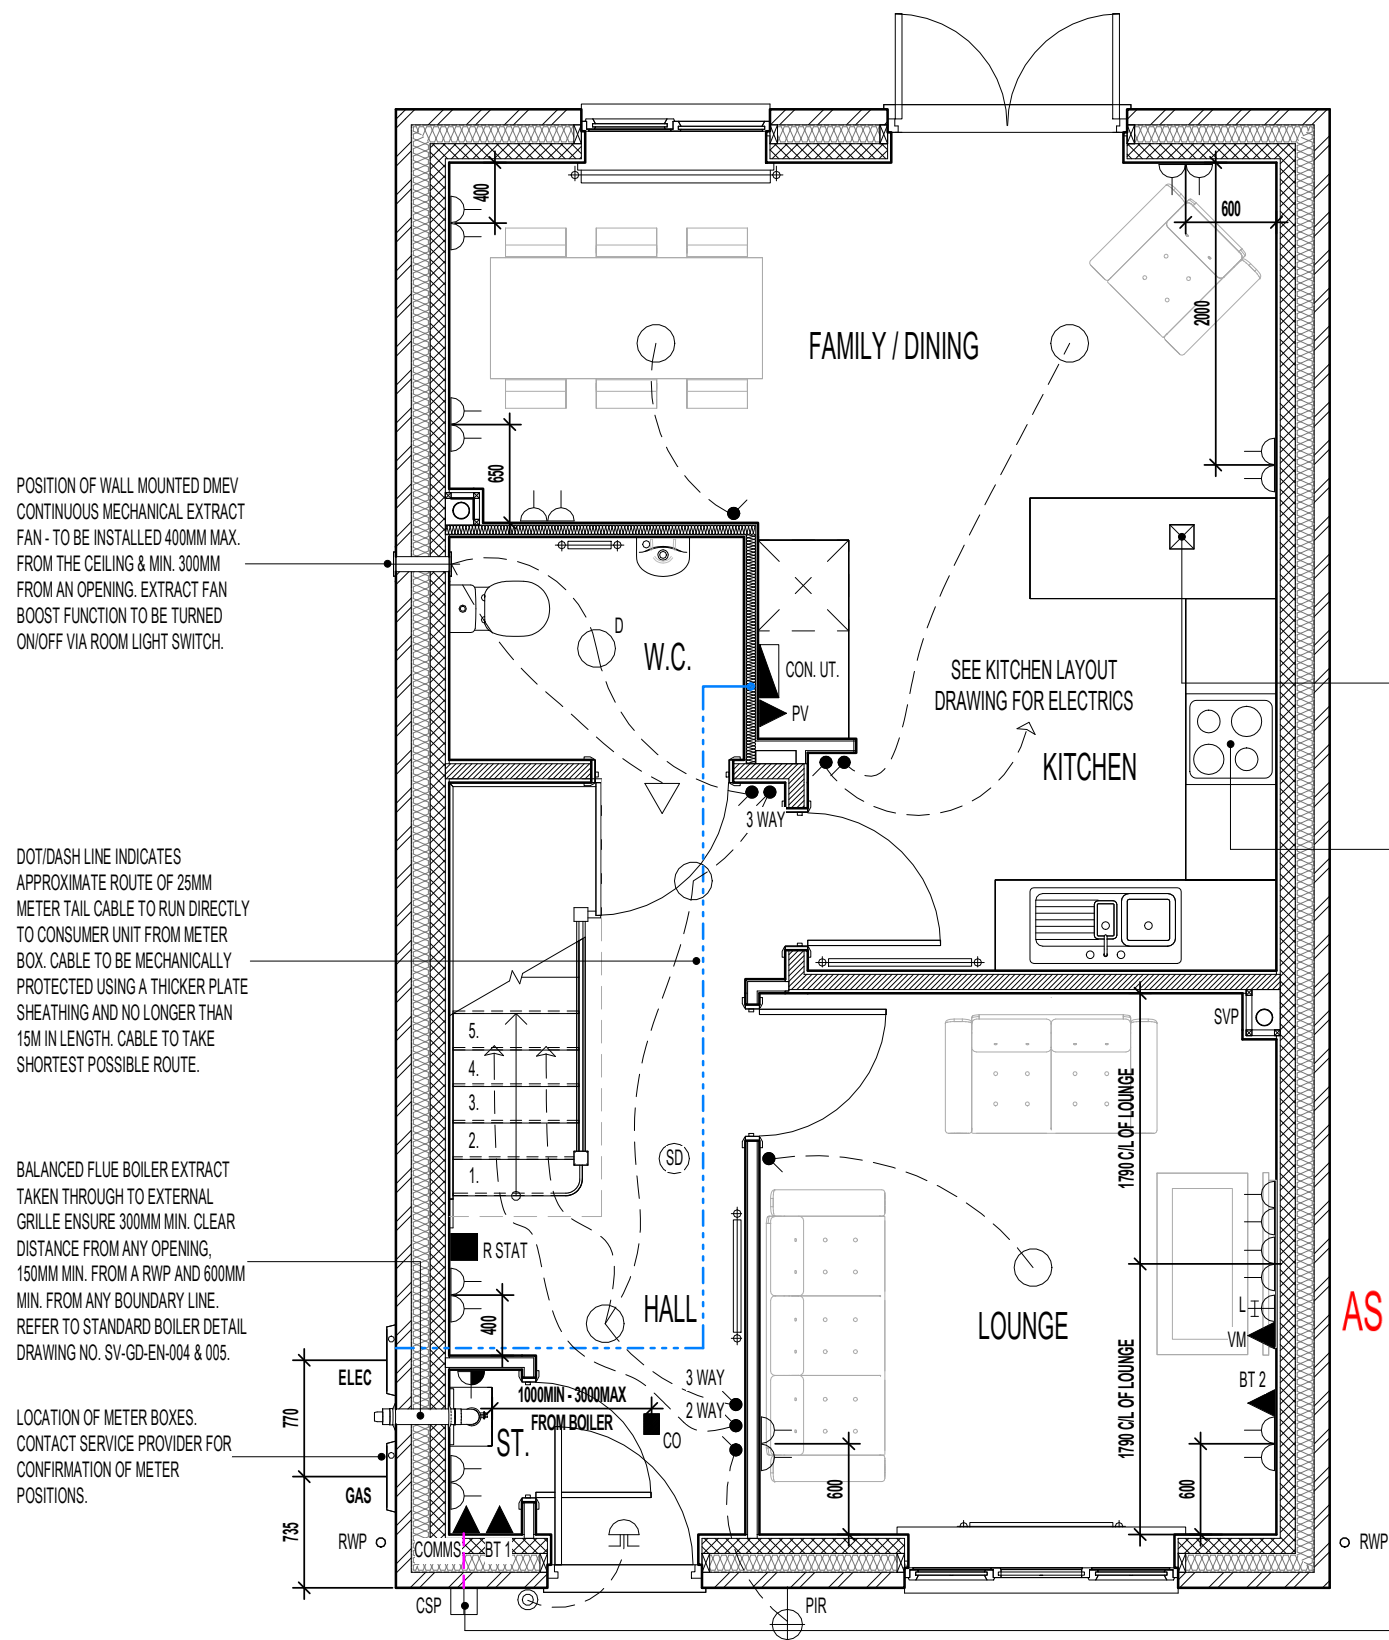 POSITION OF WALL MOUNTED DMEV
CONTINUOUS MECHANICAL EXTRACT
FAN - TO BE INSTALLED 400MM MAX.
FROM THE CEILING & MIN. 300MM
FROM AN OPENING. EXTRACT FAN
BOOST FUNCTION TO BE TURNED
ON/OFF VIA ROOM LIGHT SWITCH.
DOT/DASH LINE INDICATES
APPROXIMATE ROUTE OF 25MM
METER TAIL CABLE TO RUN DIRECTLY
TO CONSUMER UNIT FROM METER
BOX. CABLE TO BE MECHANICALLY
PROTECTED USING A THICKER PLATE
SHEATHING AND NO LONGER THAN
15M IN LENGTH. CABLE TO TAKE
SHORTEST POSSIBLE ROUTE.
BALANCED FLUE BOILER EXTRACT
TAKEN THROUGH TO EXTERNAL
GRILLE ENSURE 300MM MIN. CLEAR
DISTANCE FROM ANY OPENING,
150MM MIN. FROM A RWP AND 600MM
MIN. FROM ANY BOUNDARY LINE.
REFER TO STANDARD BOILER DETAIL
DRAWING NO. SV-GD-EN-004 & 005.
LOCATION OF METER BOXES.
CONTACT SERVICE PROVIDER FOR
CONFIRMATION OF METER
POSITIONS.
400
600
2000
FAMILY / DINING
650
D
W.C.
CON. UT.
PV
SEE KITCHEN LAYOUT
DRAWING FOR ELECTRICS
KITCHEN
3 WAY
SVP
5.
4.
3.
2.
1.
SD
1790 C/L OF LOUNGE
R STAT
HALL
LOUNGE
400
L
VM
AS
BT 2
ELEC
770
3 WAY
2 WAY
1000MIN - 3000MAX
FROM BOILER
CO
ST.
1790 C/L OF LOUNGE
600
600
GAS
735
RWP
COMMS
BT 1
RWP
CSP
PIR